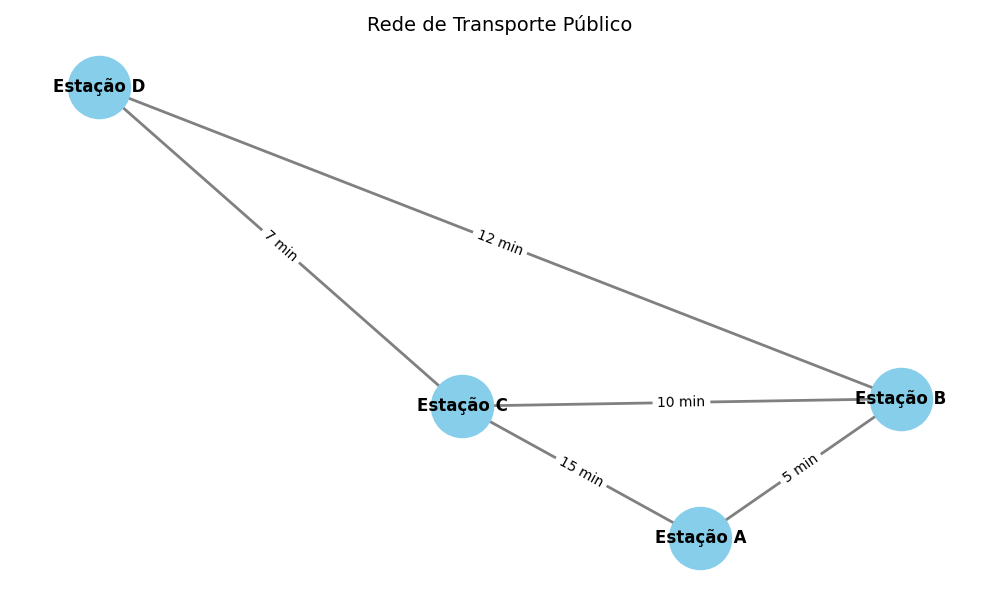 Rede de Transporte Público
Estação D
7 min
12 min
Estação C
10 min
Estação B
15 min
5 min
Estação A